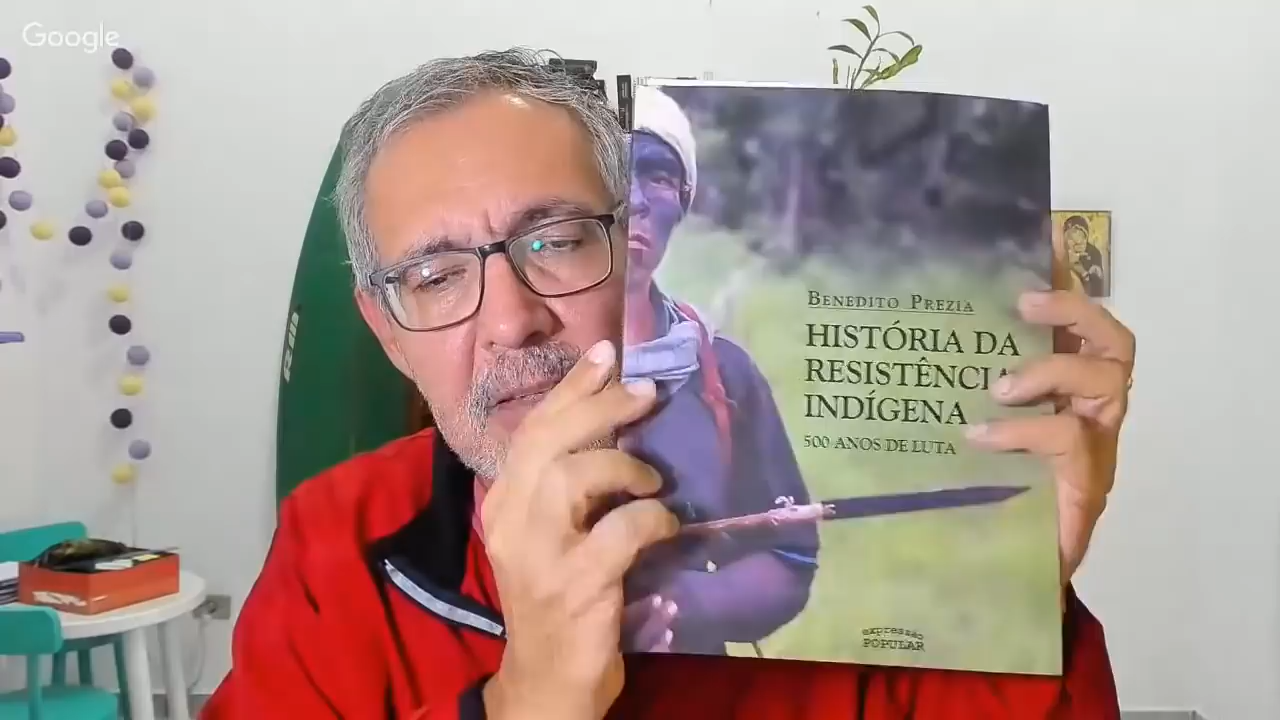 Google
BENEDITO PREZIA
HISTÓRIA DA
RESISTÊNCIA
INDÍGENA
500 ANOS DE LUTA
expressão
POPULAR